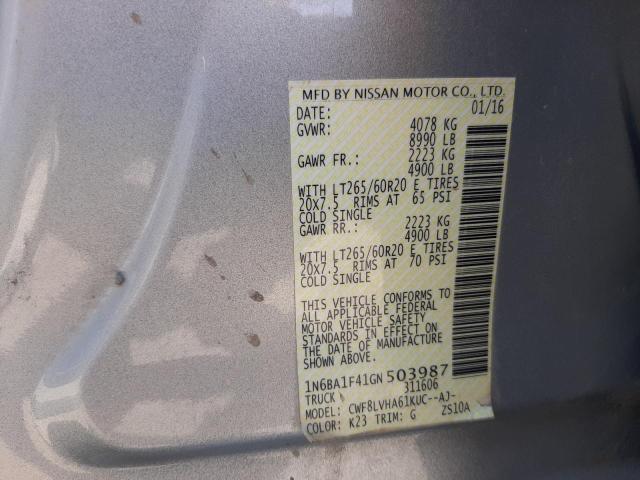 MFD BY NISSAN MOTOR CO., LTD.
DATE: 01/16
GVWR: 4078 KG
8990 LB
GAWR FR.: 2223 KG
4900 LB
WITH LT265/60R20 E TIRES
20X7.5 RIMS AT 65 PSI
COLD SINGLE
GAWR RR.: 2223 KG
4900 LB
WITH LT265/60R20 E TIRES
20X7.5 RIMS AT 70 PSI
COLD SINGLE
THIS VEHICLE CONFORMS TO
ALL APPLICABLE FEDERAL
MOTOR VEHICLE SAFETY
STANDARDS IN EFFECT ON
THE DATE OF MANUFACTURE
SHOWN ABOVE.
1N6BA1F41GN503987
TRUCK 311606
MODEL: CWF8LVHA61KUC--AJ-
COLOR: K23 TRIM: G ZS10A